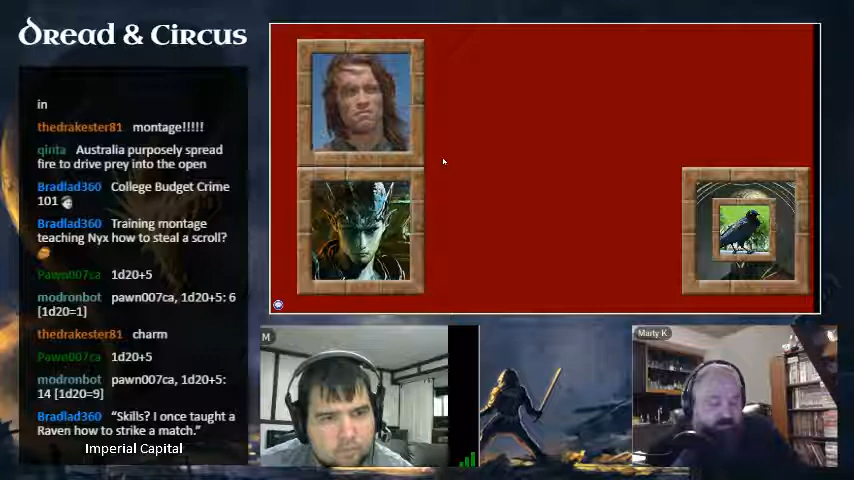 Dread & Circus
in
thedrakester81 montage!!!!!
qinta Australia purposely spread
fire to drive prey into the open
Bradlad360 College Budget Crime
101
Bradlad360 Training montage
teaching Nyx how to steal a scroll?
Pawn007ca 1d20+5
modronbot pawn007ca, 1d20+5: 6
[1d20=1]
thedrakester81 charm
Pawn007ca 1d20+5
modronbot pawn007ca, 1d20+5:
14 [1d20=9]
Bradlad360 “Skills? I once taught a
Raven how to strike a match.”
Imperial Capital
M
Marty K